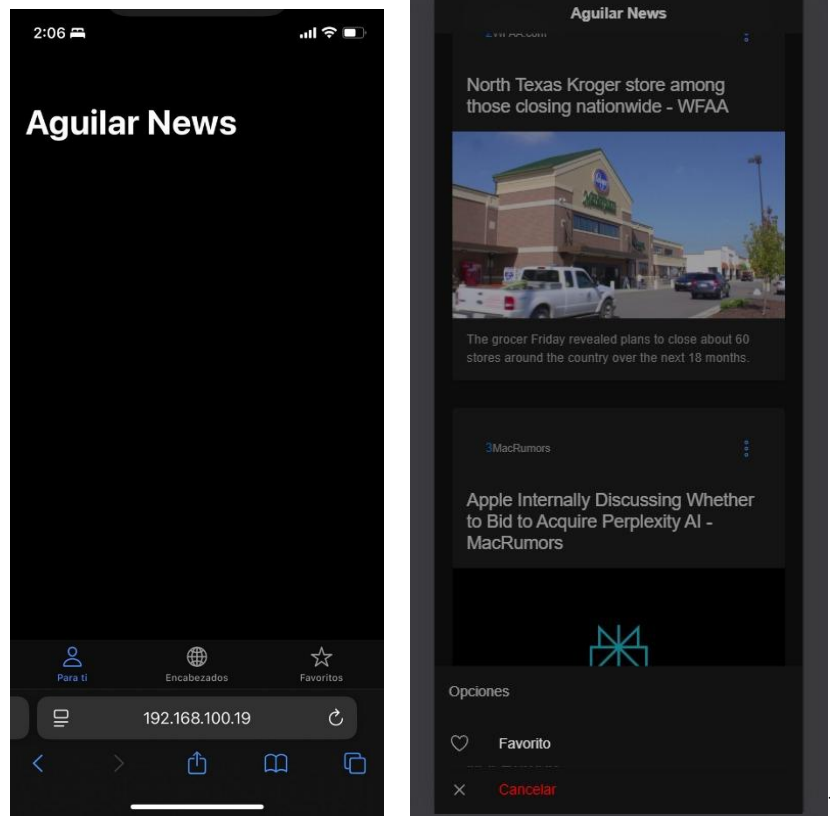 2:06
Aguilar News
Para ti
Encabezados
Favoritos
192.168.100.19
Aguilar News
North Texas Kroger store among
those closing nationwide - WFAA
The grocer Friday revealed plans to close about 60
stores around the country over the next 18 months.
3MacRumors
Apple Internally Discussing Whether
to Bid to Acquire Perplexity AI -
MacRumors
Opciones
Favorito
Cancelar